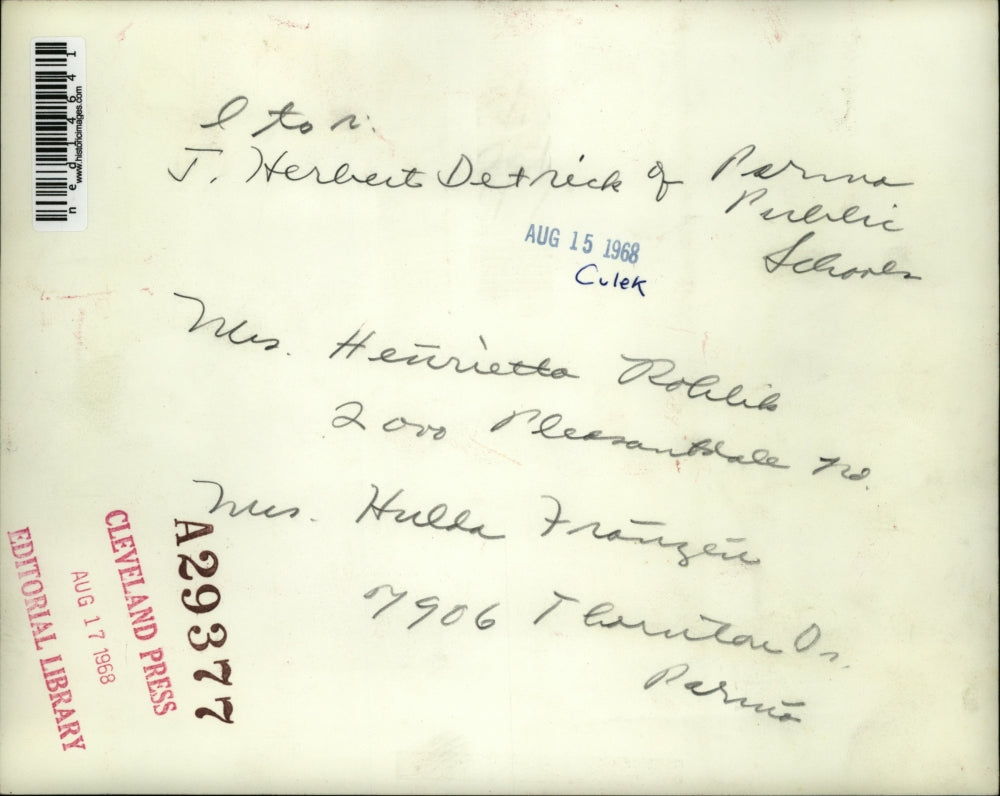 l to r.
J. Herbert Detrick of Parma
Public
Schools
AUG 15 1968
Culek
Mrs. Henrietta
2000 Pleasantdale rd.
Mrs. Hulda Franzen
7906 Thornton Dr.
Parma
A29377
CLEVELAND PRESS
AUG 17 1968
EDITORIAL LIBRARY
ned14641
www.historicimages.com